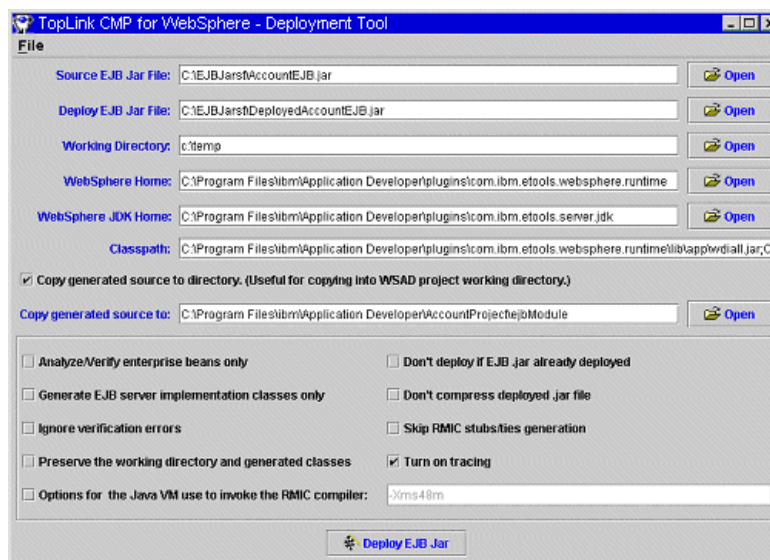 TopLink CMP for WebSphere - Deployment Tool
File
Source EJB Jar File: C:\EJBJarsf\AccountEJB.jar Open
Deploy EJB Jar File: C:\EJBJarsf\DeployedAccountEJB.jar Open
Working Directory: c:\temp Open
WebSphere Home: C:\Program Files\ibm\Application Developer\plugins\com.ibm.etools.websphere.runtime Open
WebSphere JDK Home: C:\Program Files\ibm\Application Developer\plugins\com.ibm.etools.server.jdk Open
Classpath: C:\Program Files\ibm\Application Developer\plugins\com.ibm.etools.websphere.runtime\lib\app\wdiall.jar;C
Copy generated source to directory. (Useful for copying into WSAD project working directory.)
Copy generated source to: C:\Program Files\ibm\Application Developer\AccountProject\ejbModule Open
Analyze/Verify enterprise beans only Don't deploy if EJB .jar already deployed
Generate EJB server implementation classes only Don't compress deployed .jar file
Ignore verification errors Skip RMIC stubs/ties generation
Preserve the working directory and generated classes Turn on tracing
Options for the Java VM use to invoke the RMIC compiler: -Xms48m
Deploy EJB Jar